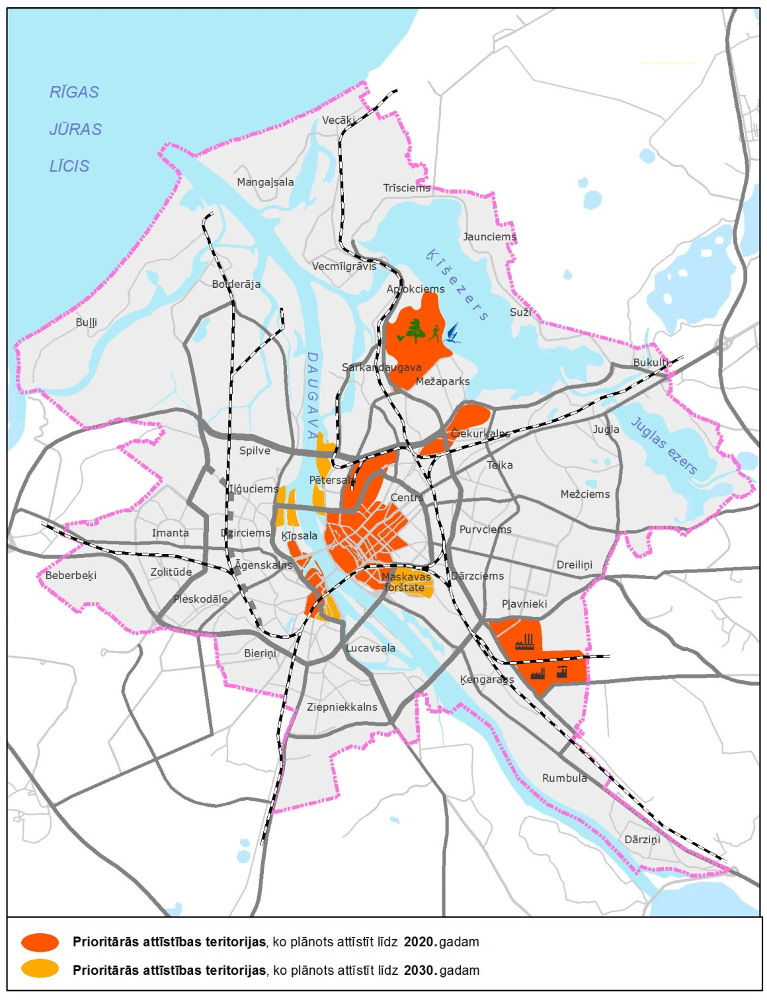 RĪGAS
JŪRAS
LĪCIS
Vecāķi
Mangaļsala
Trīsciems
Jaunciems
Vecmīlgrāvis
Ķīšezers
Bolderāja
Aplokciems
Suži
Buļļi
DAUGAVA
Sarkandaugava
Bukulti
Mežaparks
Čiekurkalns
Jugla
Juglas ezers
Spilve
Teika
Pētersala
Iļģuciems
Centrs
Mežciems
Imanta
Dzirciems
Ķīpsala
Purvciems
Āgenskalns
Dreiliņi
Zolitūde
Beberbeķi
Maskavas
forštate
Dārzciems
Pleskodāle
Pļavnieki
Bieriņi
Lucavsala
Ķengarags
Ziepniekkalns
Rumbula
Dārziņi
Prioritārās attīstības teritorijas, ko plānots attīstīt līdz 2020. gadam
Prioritārās attīstības teritorijas, ko plānots attīstīt līdz 2030. gadam